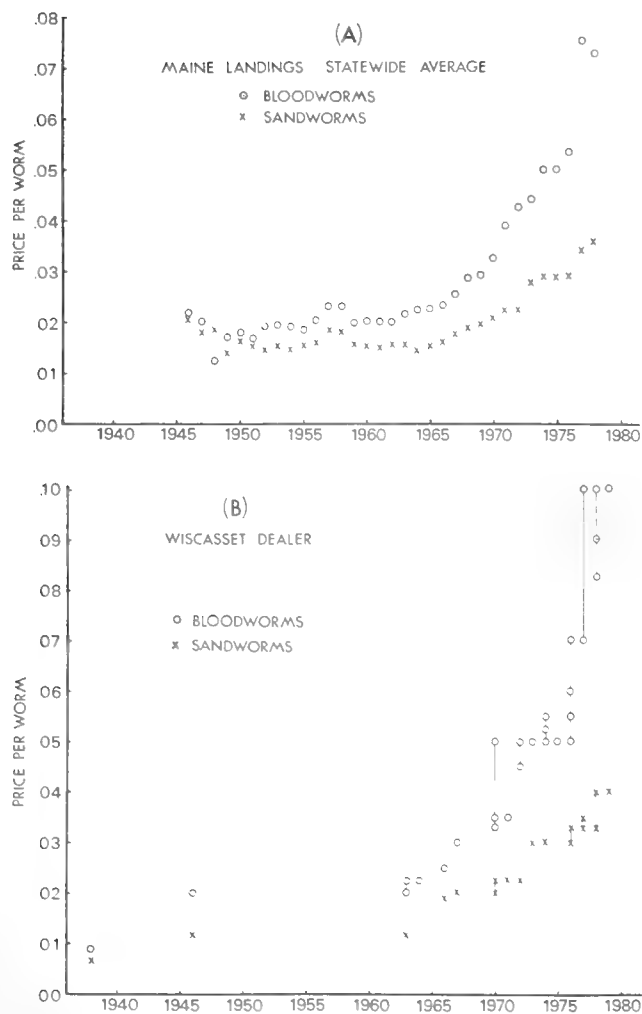 (A)
MAINE LANDINGS STATEWIDE AVERAGE
o BLOODWORMS
x SANDWORMS
PRICE PER WORM
.08
.07
.06
.05
.04
.03
.02
.01
.00
1940 1945 1950 1955 1960 1965 1970 1975 1980
(B)
WISCASSET DEALER
o BLOODWORMS
x SANDWORMS
PRICE PER WORM
.10
.09
.08
.07
.06
.05
.04
.03
.02
.01
.00
1940 1945 1950 1955 1960 1965 1970 1975 1980